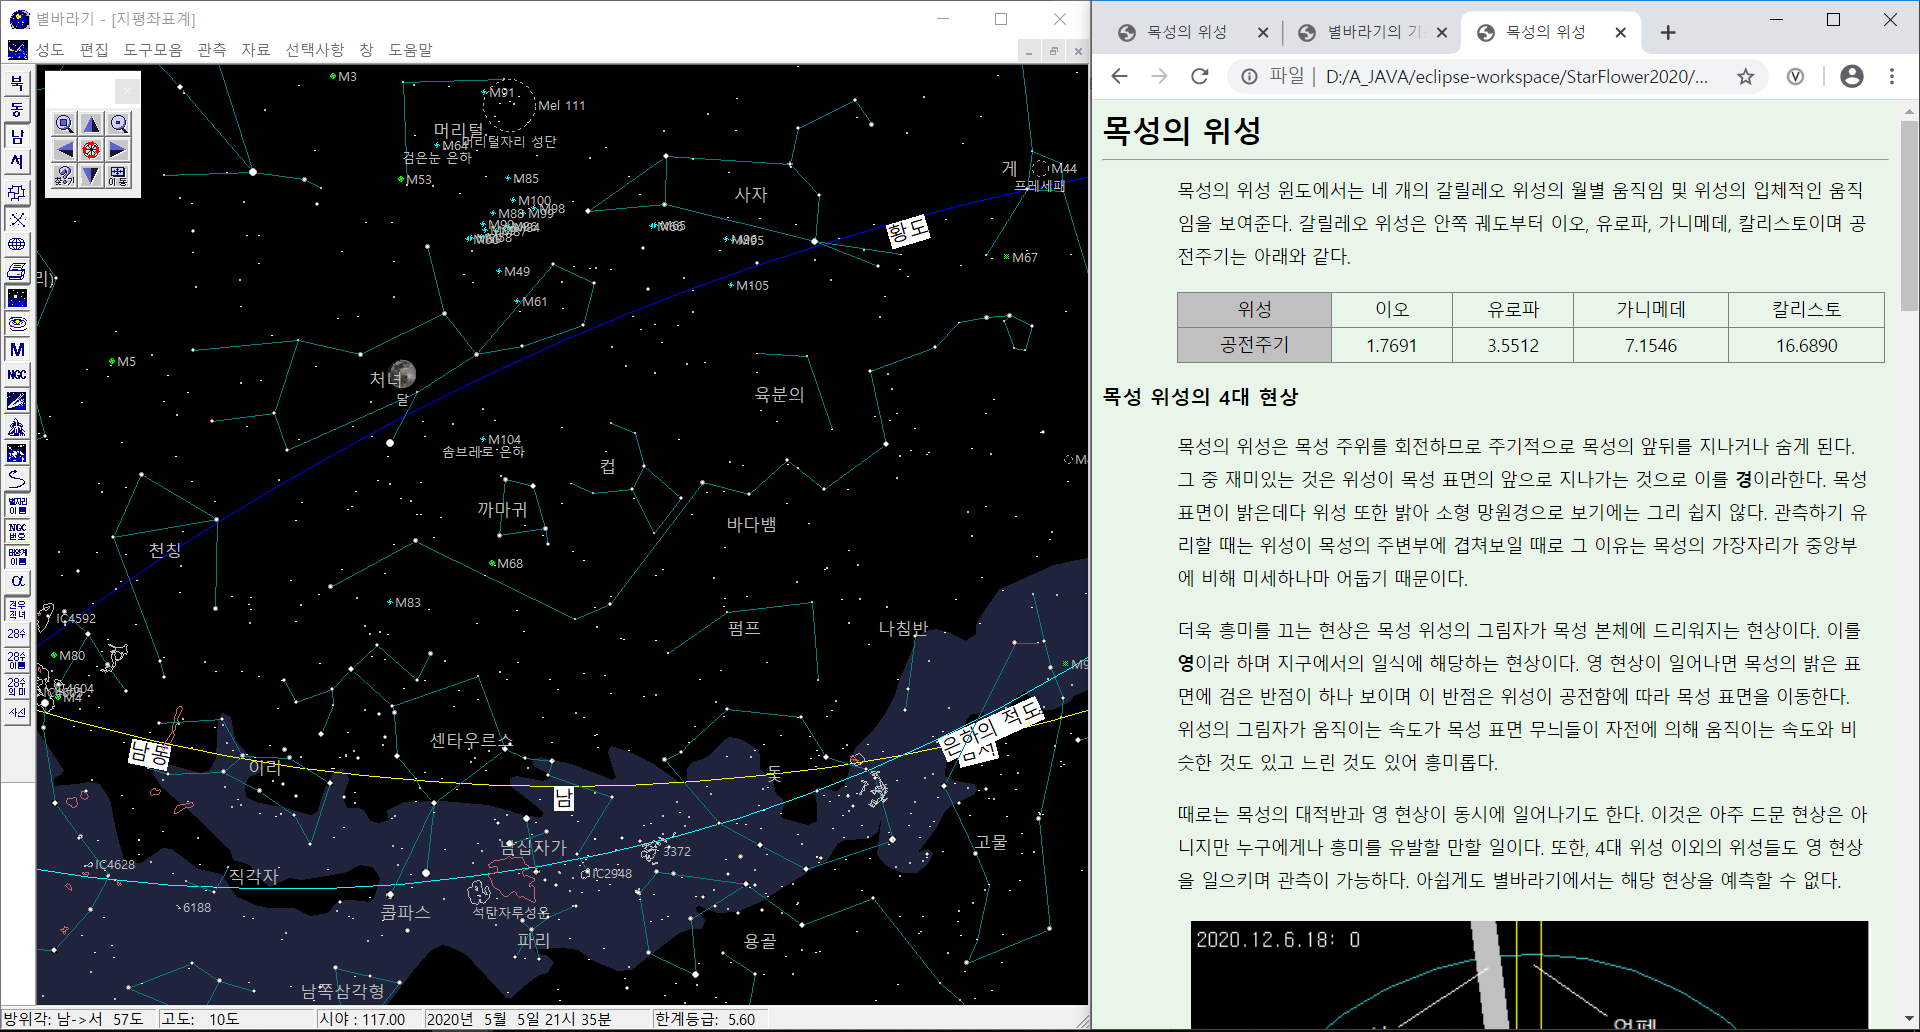 별바라기 - [지평좌표계]
성도 편집 도구모음 관측 자료 선택사항 창 도움말
북
동
남
서
M
NGC
별자리
이름
NGC
번호
α
견우
직녀
28수
28수
이름
28수
의미
사신
찾기
이동
M3
M91
Mel 111
머리털
M64
머리털자리 성단
검은눈 은하
M53
M85
M100
M98
M88
M99
M49
M61
사자
M65
M95
M105
게
M44
프레세페
M67
황도
리)
M5
처녀
달
M104
솜브레로 은하
육분의
컵
까마귀
바다뱀
천칭
M68
M83
IC4592
M80
IC4604
M4
펌프
나침반
은하의 적도
남동
이리
센타우르스
남
돛
남서
고물
IC4628
직각자
6188
남십자가
3372
IC2948
석탄자루성운
콤파스
파리
용골
남쪽삼각형
방위각: 남->서 57도
고도: 10도
시야 : 117.00
2020년 5월 5일 21시 35분
한계등급: 5.60
목성의 위성
별바라기의 기
목성의 위성
파일 | D:/A_JAVA/eclipse-workspace/StarFlower2020/...
목성의 위성
목성의 위성 윈도에서는 네 개의 갈릴레오 위성의 월별 움직임 및 위성의 입체적인 움직
임을 보여준다. 갈릴레오 위성은 안쪽 궤도부터 이오, 유로파, 가니메데, 칼리스토이며 공
전주기는 아래와 같다.
위성 이오 유로파 가니메데 칼리스토
공전주기 1.7691 3.5512 7.1546 16.6890
목성 위성의 4대 현상
목성의 위성은 목성 주위를 회전하므로 주기적으로 목성의 앞뒤를 지나거나 숨게 된다.
그 중 재미있는 것은 위성이 목성 표면의 앞으로 지나가는 것으로 이를 경이라한다. 목성
표면이 밝은데다 위성 또한 밝아 소형 망원경으로 보기에는 그리 쉽지 않다. 관측하기 유
리할 때는 위성이 목성의 주변부에 겹쳐보일 때로 그 이유는 목성의 가장자리가 중앙부
에 비해 미세하나마 어둡기 때문이다.
더욱 흥미를 끄는 현상은 목성 위성의 그림자가 목성 본체에 드리워지는 현상이다. 이를
영이라 하며 지구에서의 일식에 해당하는 현상이다. 영 현상이 일어나면 목성의 밝은 표
면에 검은 반점이 하나 보이며 이 반점은 위성이 공전함에 따라 목성 표면을 이동한다.
위성의 그림자가 움직이는 속도가 목성 표면 무늬들이 자전에 의해 움직이는 속도와 비
슷한 것도 있고 느린 것도 있어 흥미롭다.
때로는 목성의 대적반과 영 현상이 동시에 일어나기도 한다. 이것은 아주 드문 현상은 아
니지만 누구에게나 흥미를 유발할 만할 일이다. 또한, 4대 위성 이외의 위성들도 영 현상
을 일으키며 관측이 가능하다. 아쉽게도 별바라기에서는 해당 현상을 예측할 수 없다.
2020.12.6.18: 0
엄폐